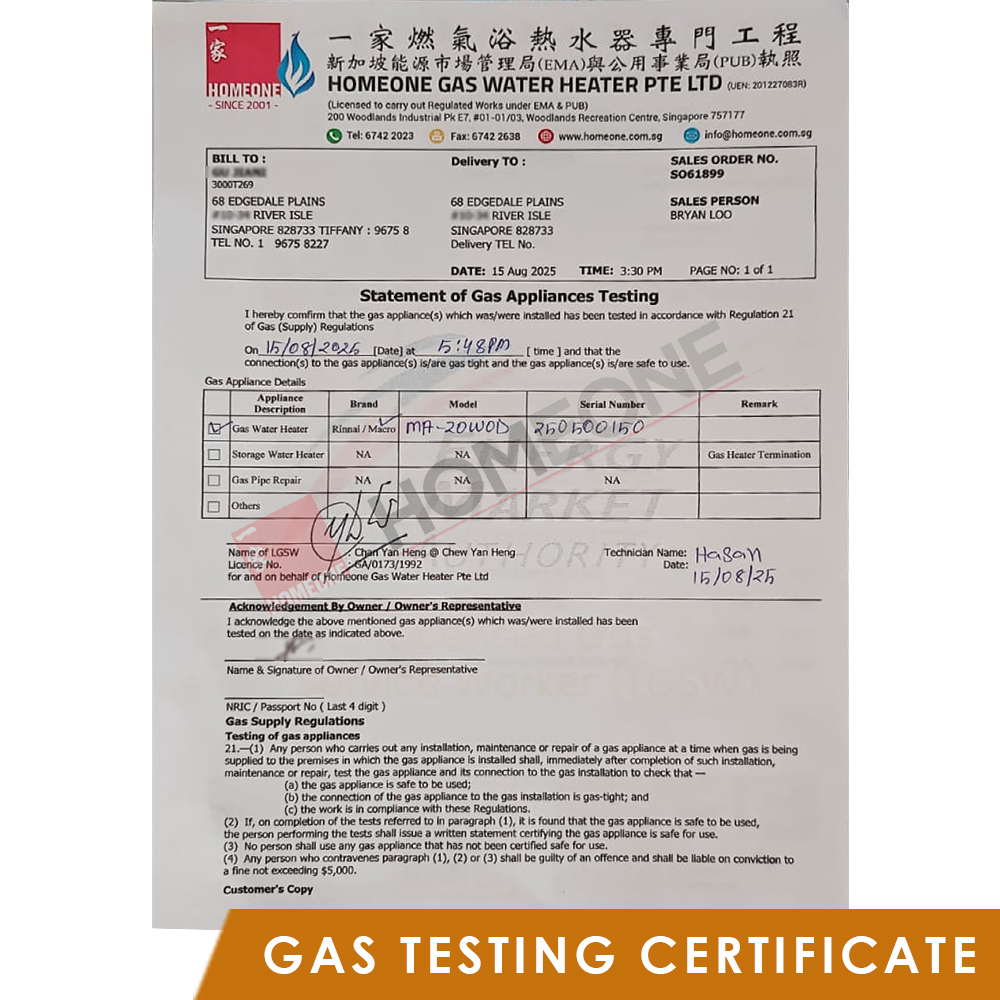 一家
HOMEONE
- SINCE 2001 -
一家燃氣浴熱水器專門工程
新加坡能源市場管理局(EMA)與公用事業局(PUB)執照
HOMEONE GAS WATER HEATER PTE LTD (UEN: 201227083R)
(Licensed to carry out Regulated Works under EMA & PUB)
200 Woodlands Industrial Pk E7, #01-01/03, Woodlands Recreation Centre, Singapore 757177
Tel: 6742 2023 Fax: 6742 2638 www.homeone.com.sg info@homeone.com.sg
BILL TO : Delivery TO : SALES ORDER NO.
SO61899
3000T269
68 EDGEDALE PLAINS 68 EDGEDALE PLAINS SALES PERSON
RIVER ISLE RIVER ISLE BRYAN LOO
SINGAPORE 828733 TIFFANY : 9675 8 SINGAPORE 828733
TEL NO. 1 9675 8227 Delivery TEL No.
DATE: 15 Aug 2025 TIME: 3:30 PM PAGE NO: 1 of 1
Statement of Gas Appliances Testing
I hereby comfirm that the gas appliance(s) which was/were installed has been tested in accordance with Regulation 21
of Gas (Supply) Regulations
On 15/08/2025 [Date] at 5:48PM [ time ] and that the
connection(s) to the gas appliance(s) is/are gas tight and the gas appliance(s) is/are safe to use.
Gas Appliance Details
Appliance Description Brand Model Serial Number Remark
Gas Water Heater Rinnai / Macro MA-20WOD 250500150
Storage Water Heater NA NA Gas Heater Termination
Gas Pipe Repair NA NA NA
Others
HOMEONE
ENERGY
MARKET
AUTHORITY
Name of LGSW : Chan Yan Heng @ Chew Yan Heng Technician Name: Hasan
Licence No. : GA/0173/1992 Date: 15/08/25
for and on behalf of Homeone Gas Water Heater Pte Ltd
HOMEONE
Acknowledgement By Owner / Owner's Representative
I acknowledge the above mentioned gas appliance(s) which was/were installed has been
tested on the date as indicated above.
Name & Signature of Owner / Owner's Representative
Service Worker (LGSW)
NRIC / Passport No ( Last 4 digit )
Gas Supply Regulations
Testing of gas appliances
21.—(1) Any person who carries out any installation, maintenance or repair of a gas appliance at a time when gas is being
supplied to the premises in which the gas appliance is installed shall, immediately after completion of such installation,
maintenance or repair, test the gas appliance and its connection to the gas installation to check that —
(a) the gas appliance is safe to be used;
(b) the connection of the gas appliance to the gas installation is gas-tight; and
(c) the work is in compliance with these Regulations.
(2) If, on completion of the tests referred to in paragraph (1), it is found that the gas appliance is safe to be used,
the person performing the tests shall issue a written statement certifying the gas appliance is safe for use.
(3) No person shall use any gas appliance that has not been certified safe for use.
(4) Any person who contravenes paragraph (1), (2) or (3) shall be guilty of an offence and shall be liable on conviction to
a fine not exceeding $5,000.
Customer's Copy
GAS TESTING CERTIFICATE